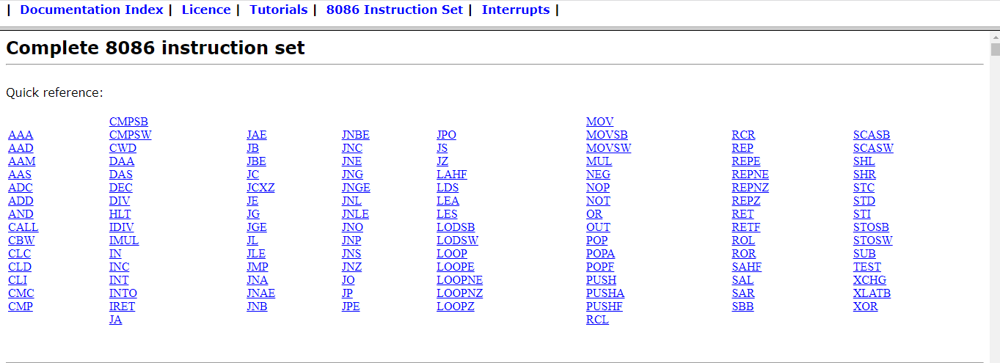 | Documentation Index | Licence | Tutorials | 8086 Instruction Set | Interrupts |
Complete 8086 instruction set
Quick reference:
CMPSB MOV
AAA CMPSW JAE JNBE JPO MOVSB RCR SCASB
AAD CWD JB JNC JS MOVSW REP SCASW
AAM DAA JBE JNE JZ MUL REPE SHL
AAS DAS JC JNG LAHF NEG REPNE SHR
ADC DEC JCXZ JNGE LDS NOP REPNZ STC
ADD DIV JE JNL LEA NOT REPZ STD
AND HLT JG JNLE LES OR RET STI
CALL IDIV JGE JNO LODSB OUT RETF STOSB
CBW IMUL JL JNP LODSW POP ROL STOSW
CLC IN JLE JNS LOOP POPA ROR SUB
CLD INC JMP JNZ LOOPE POPF SAHF TEST
CLI INT JNA JO LOOPNE PUSH SAL XCHG
CMC INTO JNAE JP LOOPNZ PUSHA SAR XLATB
CMP IRET JNB JPE LOOPZ PUSHF SBB XOR
JA RCL